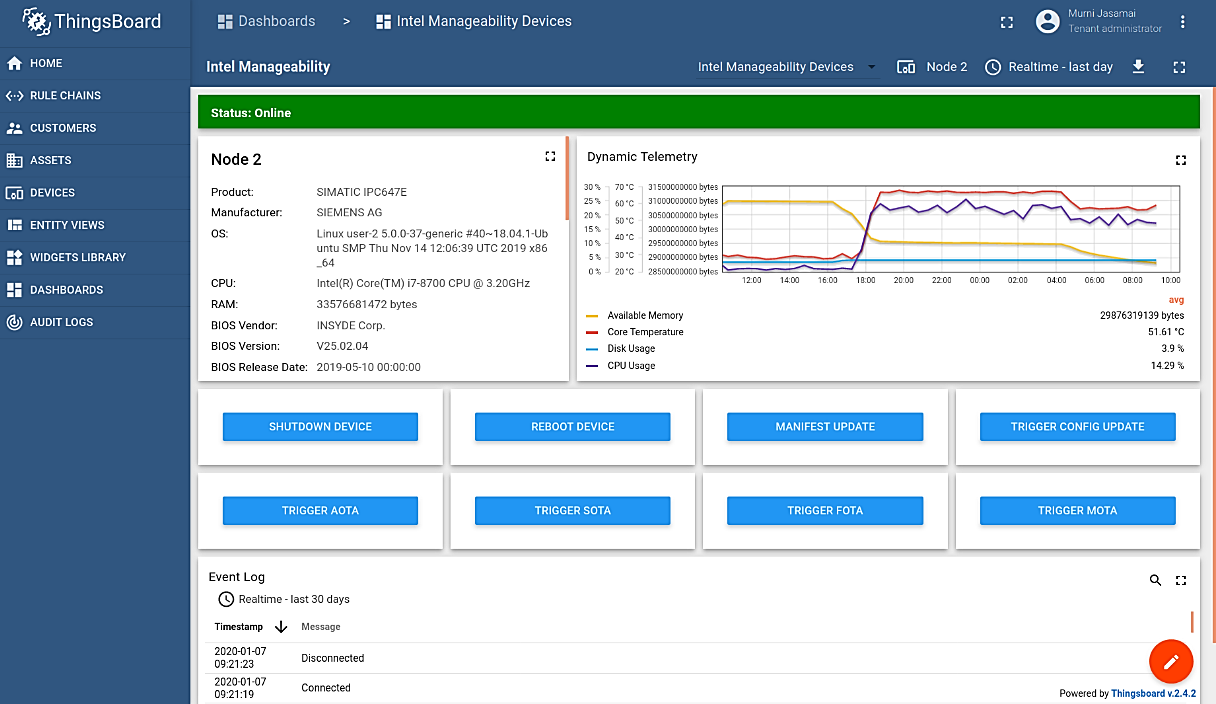 ThingsBoard
Dashboards > Intel Manageability Devices
Murni Jasamai
Tenant administrator
HOME
RULE CHAINS
CUSTOMERS
ASSETS
DEVICES
ENTITY VIEWS
WIDGETS LIBRARY
DASHBOARDS
AUDIT LOGS
Intel Manageability
Intel Manageability Devices
Node 2
Realtime - last day
Status: Online
Node 2
Product: SIMATIC IPC647E
Manufacturer: SIEMENS AG
OS: Linux user-2 5.0.0-37-generic #40~18.04.1-Ub
untu SMP Thu Nov 14 12:06:39 UTC 2019 x86
_64
CPU: Intel(R) Core(TM) i7-8700 CPU @ 3.20GHz
RAM: 33576681472 bytes
BIOS Vendor: INSYDE Corp.
BIOS Version: V25.02.04
BIOS Release Date: 2019-05-10 00:00:00
Dynamic Telemetry
30 % 70 °C 31500000000 bytes
25 % 60 °C 31000000000 bytes
20 % 50 °C 30500000000 bytes
15 % 40 °C 30000000000 bytes
10 % 29500000000 bytes
5 % 30 °C 29000000000 bytes
0 % 20 °C 28500000000 bytes
12:00 14:00 16:00 18:00 20:00 22:00 00:00 02:00 04:00 06:00 08:00 10:00
avg
Available Memory 29876319139 bytes
Core Temperature 51.61 °C
Disk Usage 3.9 %
CPU Usage 14.29 %
SHUTDOWN DEVICE
REBOOT DEVICE
MANIFEST UPDATE
TRIGGER CONFIG UPDATE
TRIGGER AOTA
TRIGGER SOTA
TRIGGER FOTA
TRIGGER MOTA
Event Log
Realtime - last 30 days
Timestamp Message
2020-01-07
09:21:23
Disconnected
2020-01-07
09:21:19
Connected
Powered by Thingsboard v.2.4.2